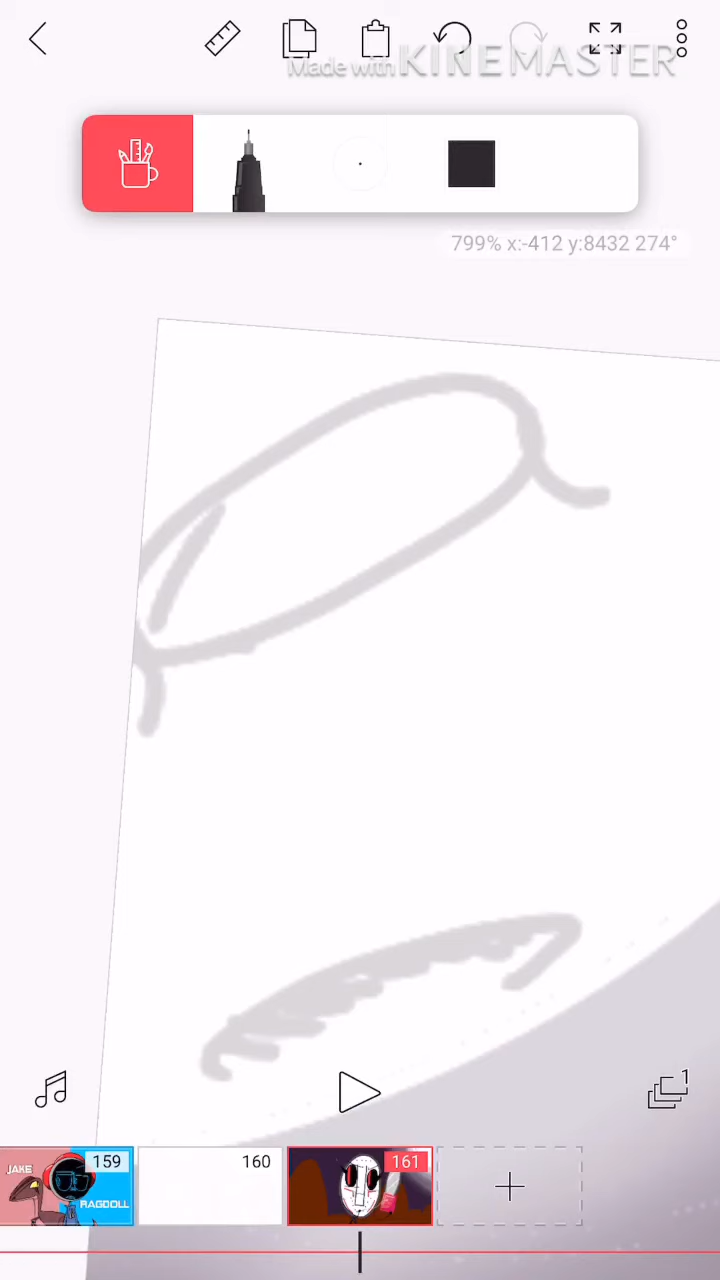 Made with KINEMASTER
799% x:-412 y:8432 274°
1
JAKE
RAGDOLL
159
160
161